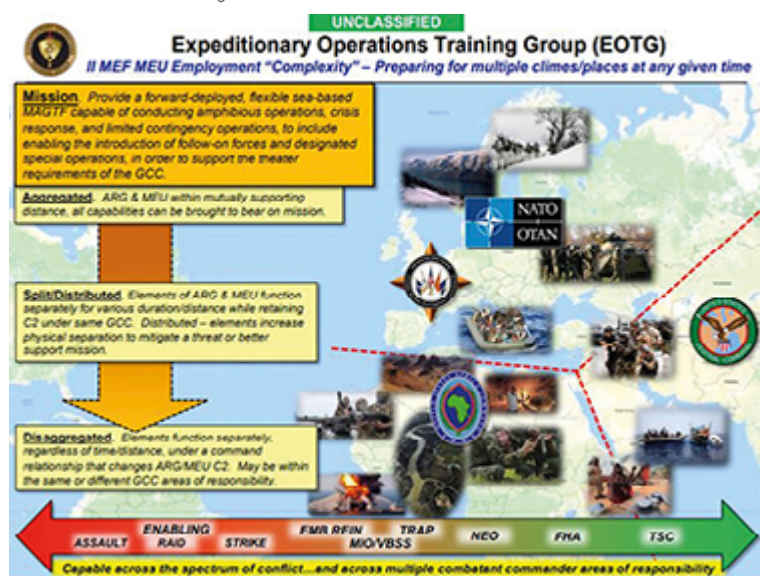 UNCLASSIFIED
Expeditionary Operations Training Group (EOTG)
II MEF MEU Employment “Complexity” – Preparing for multiple climes/places at any given time
Mission. Provide a forward-deployed, flexible sea-based
MAGTF capable of conducting amphibious operations, crisis
response, and limited contingency operations, to include
enabling the introduction of follow-on forces and designated
special operations, in order to support the theater
requirements of the GCC.
Aggregated. ARG & MEU within mutually supporting
distance, all capabilities can be brought to bear on mission.
NATO
OTAN
Split/Distributed. Elements of ARG & MEU function
separately for various duration/distance while retaining
C2 under same GCC. Distributed – elements increase
physical separation to mitigate a threat or better
support mission.
Disaggregated. Elements function separately,
regardless of time/distance, under a command
relationship that changes ARG/MEU C2. May be within
the same or different GCC areas of responsibility.
ASSAULT
ENABLING
RAID
STRIKE
EMB REIN
MIO/VBSS
TRAP
NEO
FHA
TSC
Capable across the spectrum of conflict...and across multiple combatant commander areas of responsibility